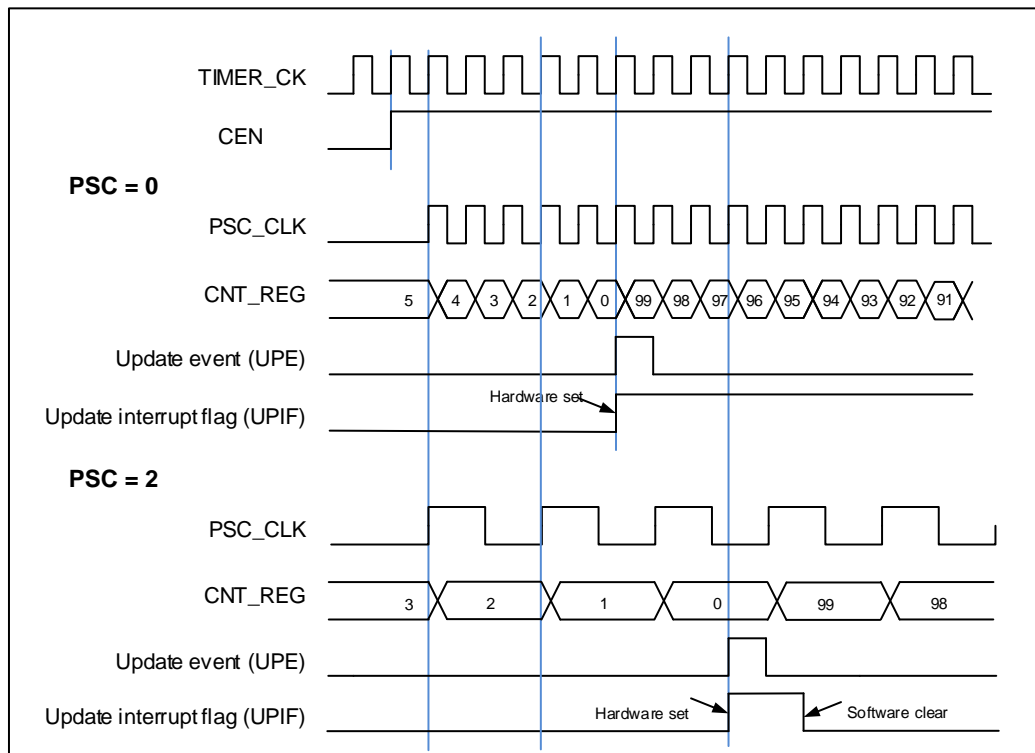 TIMER_CK
CEN
PSC = 0
PSC_CLK
CNT_REG 5 4 3 2 1 0 99 98 97 96 95 94 93 92 91
Update event (UPE)
Hardware set
Update interrupt flag (UPIF)
PSC = 2
PSC_CLK
CNT_REG 3 2 1 0 99 98
Update event (UPE)
Update interrupt flag (UPIF) Hardware set Software clear